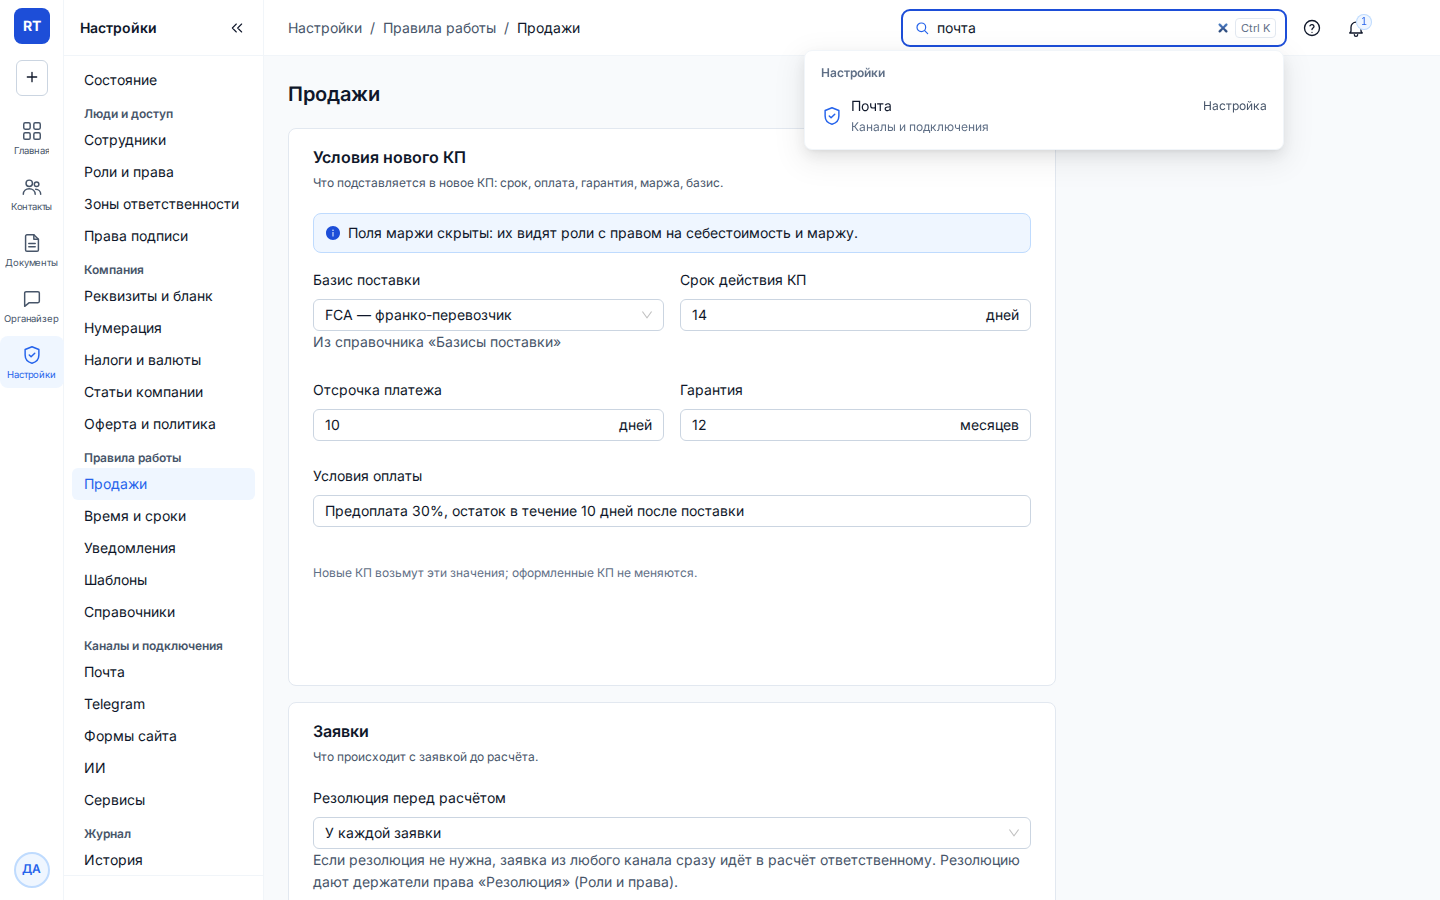 RT
Главная
Контакты
Документы
Органайзер
Настройки
ДА
Настройки
Состояние
Люди и доступ
Сотрудники
Роли и права
Зоны ответственности
Права подписи
Компания
Реквизиты и бланк
Нумерация
Налоги и валюты
Статьи компании
Оферта и политика
Правила работы
Продажи
Время и сроки
Уведомления
Шаблоны
Справочники
Каналы и подключения
Почта
Telegram
Формы сайта
ИИ
Сервисы
Журнал
История
Настройки / Правила работы / Продажи
почта Ctrl K
1
Настройки
Почта Настройка
Каналы и подключения
Продажи
Условия нового КП
Что подставляется в новое КП: срок, оплата, гарантия, маржа, базис.
Поля маржи скрыты: их видят роли с правом на себестоимость и маржу.
Базис поставки Срок действия КП
FCA — франко-перевозчик 14 дней
Из справочника «Базисы поставки»
Отсрочка платежа Гарантия
10 дней 12 месяцев
Условия оплаты
Предоплата 30%, остаток в течение 10 дней после поставки
Новые КП возьмут эти значения; оформленные КП не меняются.
Заявки
Что происходит с заявкой до расчёта.
Резолюция перед расчётом
У каждой заявки
Если резолюция не нужна, заявка из любого канала сразу идёт в расчёт ответственному. Резолюцию
дают держатели права «Резолюция» (Роли и права).